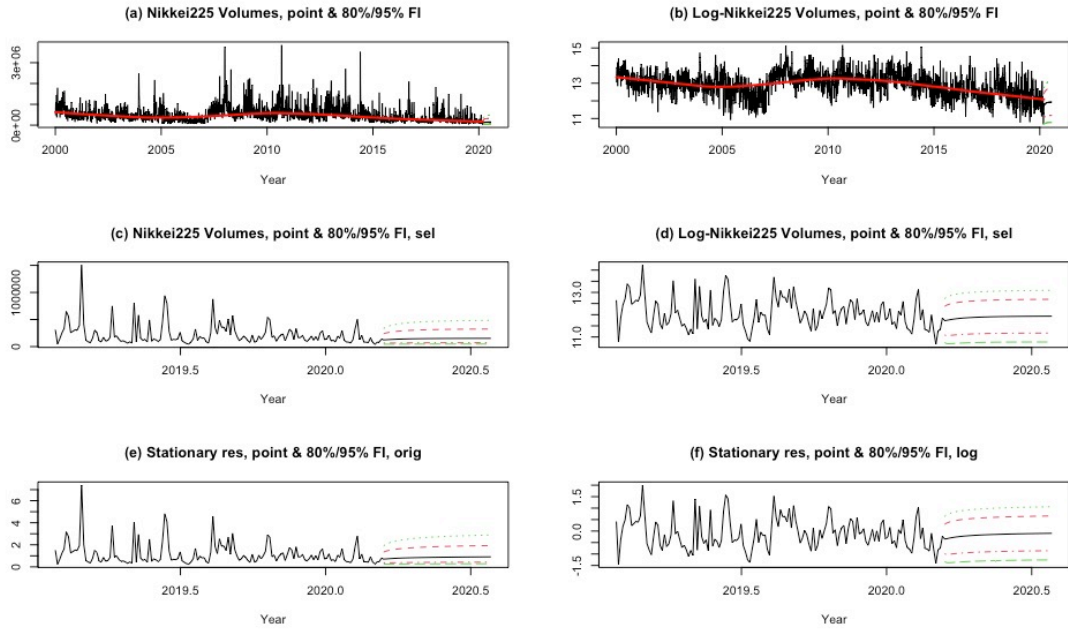 (a) Nikkei225 Volumes, point & 80%/95% FI
3e+06
0e+00
2000 2005 2010 2015 2020
Year
(b) Log-Nikkei225 Volumes, point & 80%/95% FI
15
13
11
2000 2005 2010 2015 2020
Year
(c) Nikkei225 Volumes, point & 80%/95% FI, sel
1000000
0
2019.5 2020.0 2020.5
Year
(d) Log-Nikkei225 Volumes, point & 80%/95% FI, sel
13.0
11.0
2019.5 2020.0 2020.5
Year
(e) Stationary res, point & 80%/95% FI, orig
6
4
2
0
2019.5 2020.0 2020.5
Year
(f) Stationary res, point & 80%/95% FI, log
1.5
0.0
-1.5
2019.5 2020.0 2020.5
Year